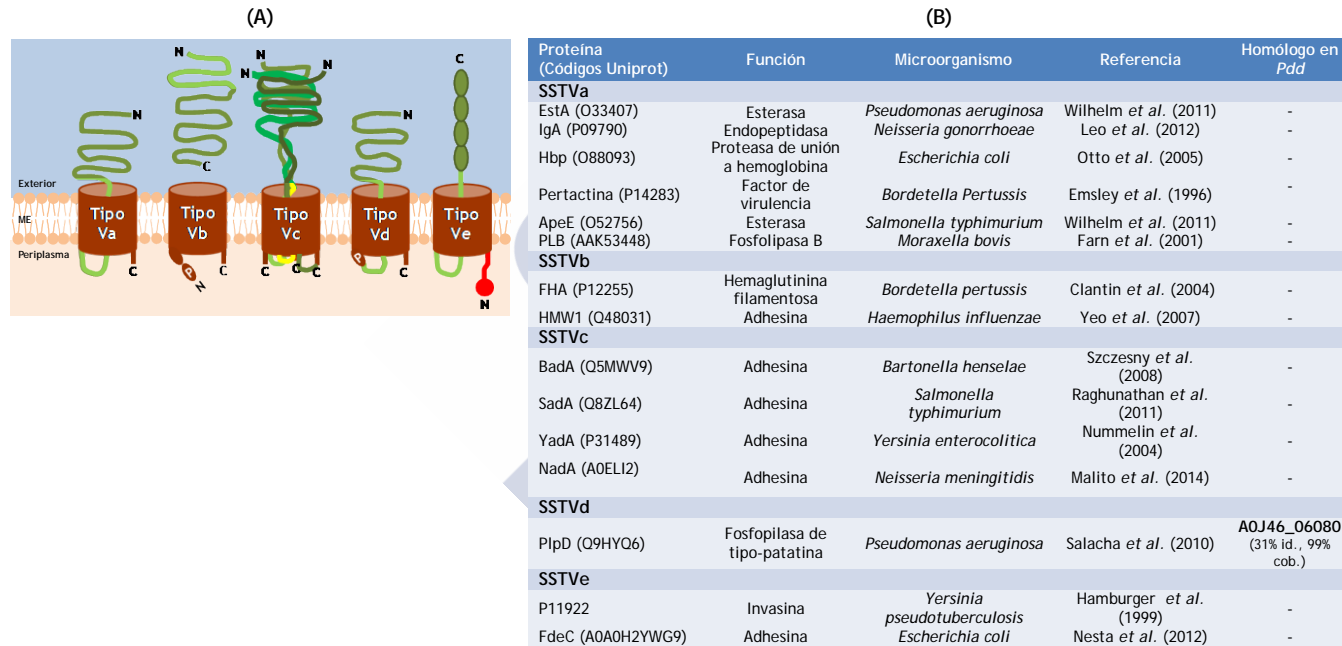 (A)
(B)
N
N
N
N
N
C
C
Exterior
ME
Periplasma
Tipo
Va
Tipo
Vb
Tipo
Vc
Tipo
Vd
Tipo
Ve
C
P
N
C
C
C
C
P
C
C
N
Proteína
(Códigos Uniprot)
Función
Microorganismo
Referencia
Homólogo en
Pdd
SSTVa
EstA (O33407) Esterasa Pseudomonas aeruginosa Wilhelm et al. (2011) -
IgA (P09790) Endopeptidasa Neisseria gonorrhoeae Leo et al. (2012) -
Hbp (O88093) Proteasa de unión
a hemoglobina Escherichia coli Otto et al. (2005) -
Pertactina (P14283) Factor de
virulencia Bordetella Pertussis Emsley et al. (1996) -
ApeE (O52756) Esterasa Salmonella typhimurium Wilhelm et al. (2011) -
PLB (AAK53448) Fosfolipasa B Moraxella bovis Farn et al. (2001) -
SSTVb
FHA (P12255) Hemaglutinina
filamentosa Bordetella pertussis Clantin et al. (2004) -
HMW1 (Q48031) Adhesina Haemophilus influenzae Yeo et al. (2007) -
SSTVc
BadA (Q5MWV9) Adhesina Bartonella henselae Szczesny et al.
(2008) -
SadA (Q8ZL64) Adhesina Salmonella
typhimurium Raghunathan et al.
(2011) -
YadA (P31489) Adhesina Yersinia enterocolitica Nummelin et al.
(2004) -
NadA (A0ELI2) Adhesina Neisseria meningitidis Malito et al. (2014) -
SSTVd
PlpD (Q9HYQ6) Fosfopilasa de
tipo-patatina Pseudomonas aeruginosa Salacha et al. (2010) A0J46_06080
(31% id., 99%
cob.)
SSTVe
P11922 Invasina Yersinia
pseudotuberculosis Hamburger et al.
(1999) -
FdeC (A0A0H2YWG9) Adhesina Escherichia coli Nesta et al. (2012) -